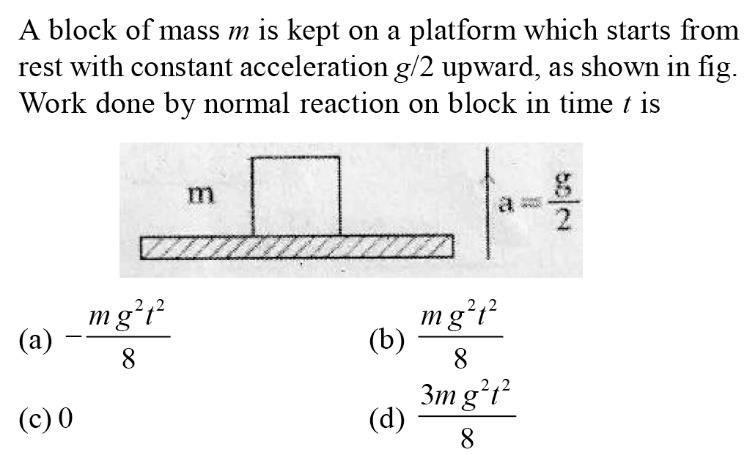 A block of mass m is kept on a platform which starts from
rest with constant acceleration g/2 upward, as shown in fig.
Work done by normal reaction on block in time t is
m
a = g/2
(a) −mg²t²/8
(b) mg²t²/8
(c) 0
(d) 3mg²t²/8